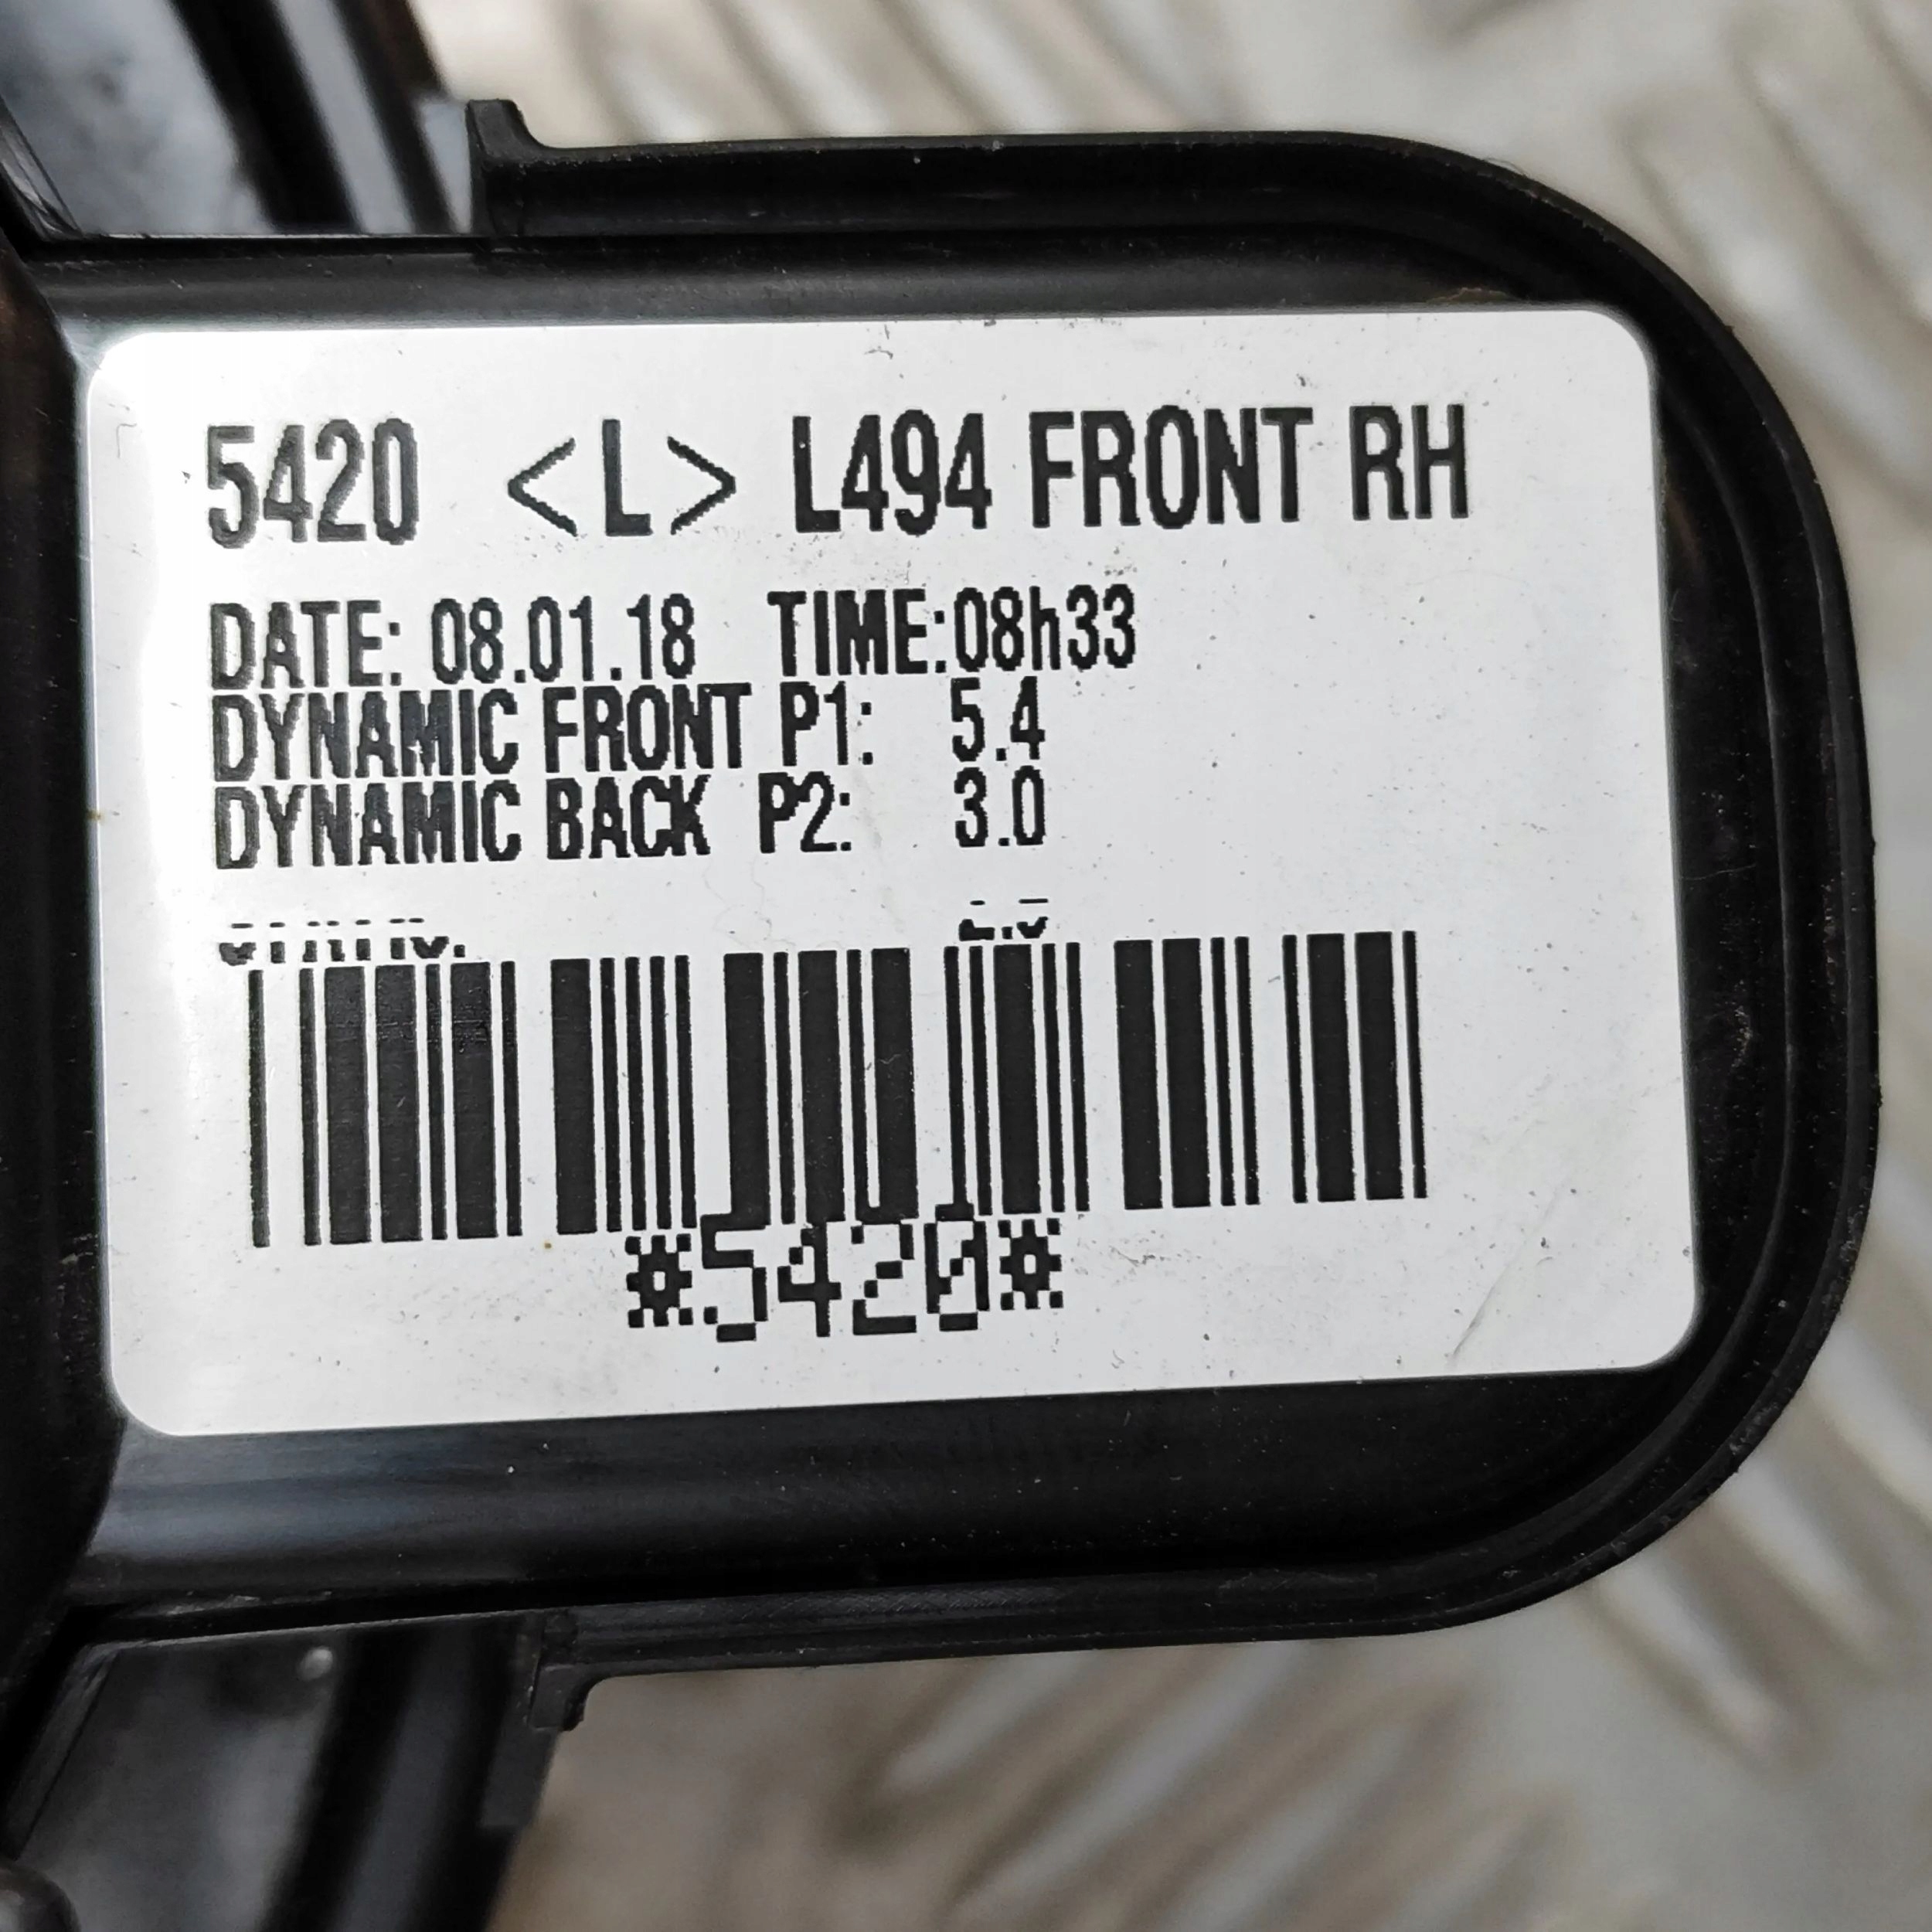 5420 <L> L494 FRONT RH
DATE: 08.01.18 TIME:08h33
DYNAMIC FRONT P1: 5.4
DYNAMIC BACK P2: 3.0
*5420*